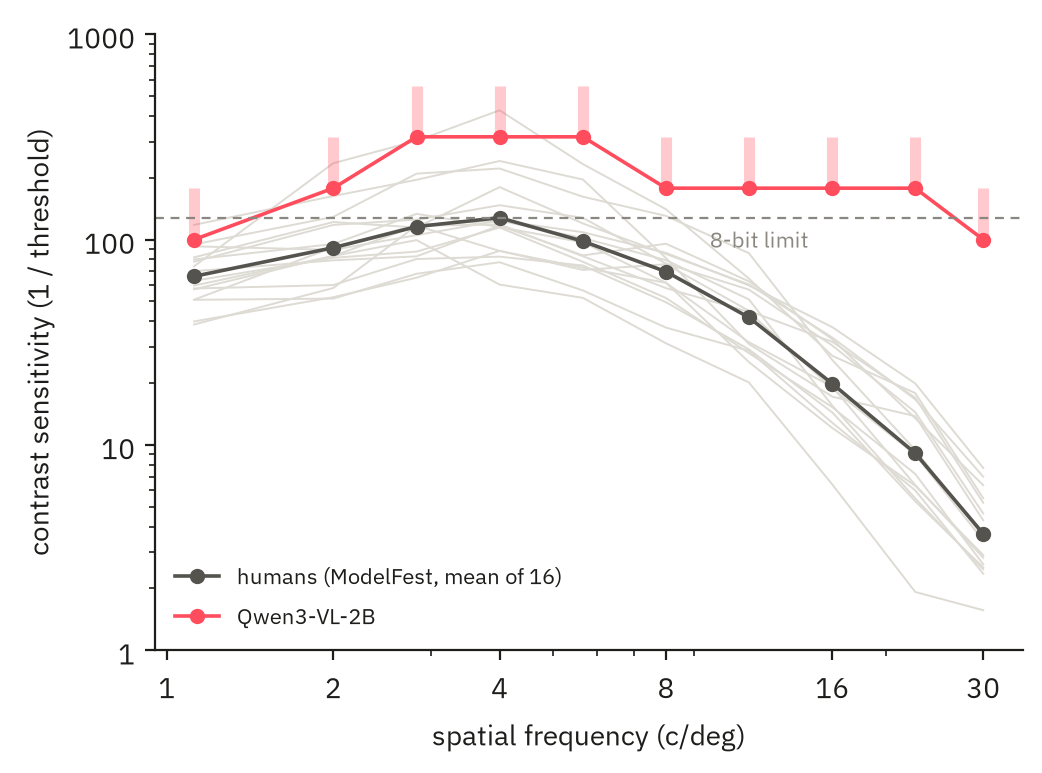 1000
100
10
1
contrast sensitivity (1 / threshold)
8-bit limit
humans (ModelFest, mean of 16)
Qwen3-VL-2B
1 2 4 8 16 30
spatial frequency (c/deg)